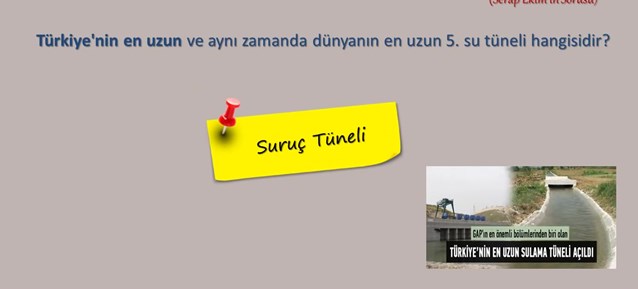 (Serap Ekim'in Sorusu)
Türkiye'nin en uzun ve aynı zamanda dünyanın en uzun 5. su tüneli hangisidir?
Suruç Tüneli
GAP'ın en önemli bölümlerinden biri olan
TÜRKİYE'NİN EN UZUN SULAMA TÜNELİ AÇILDI